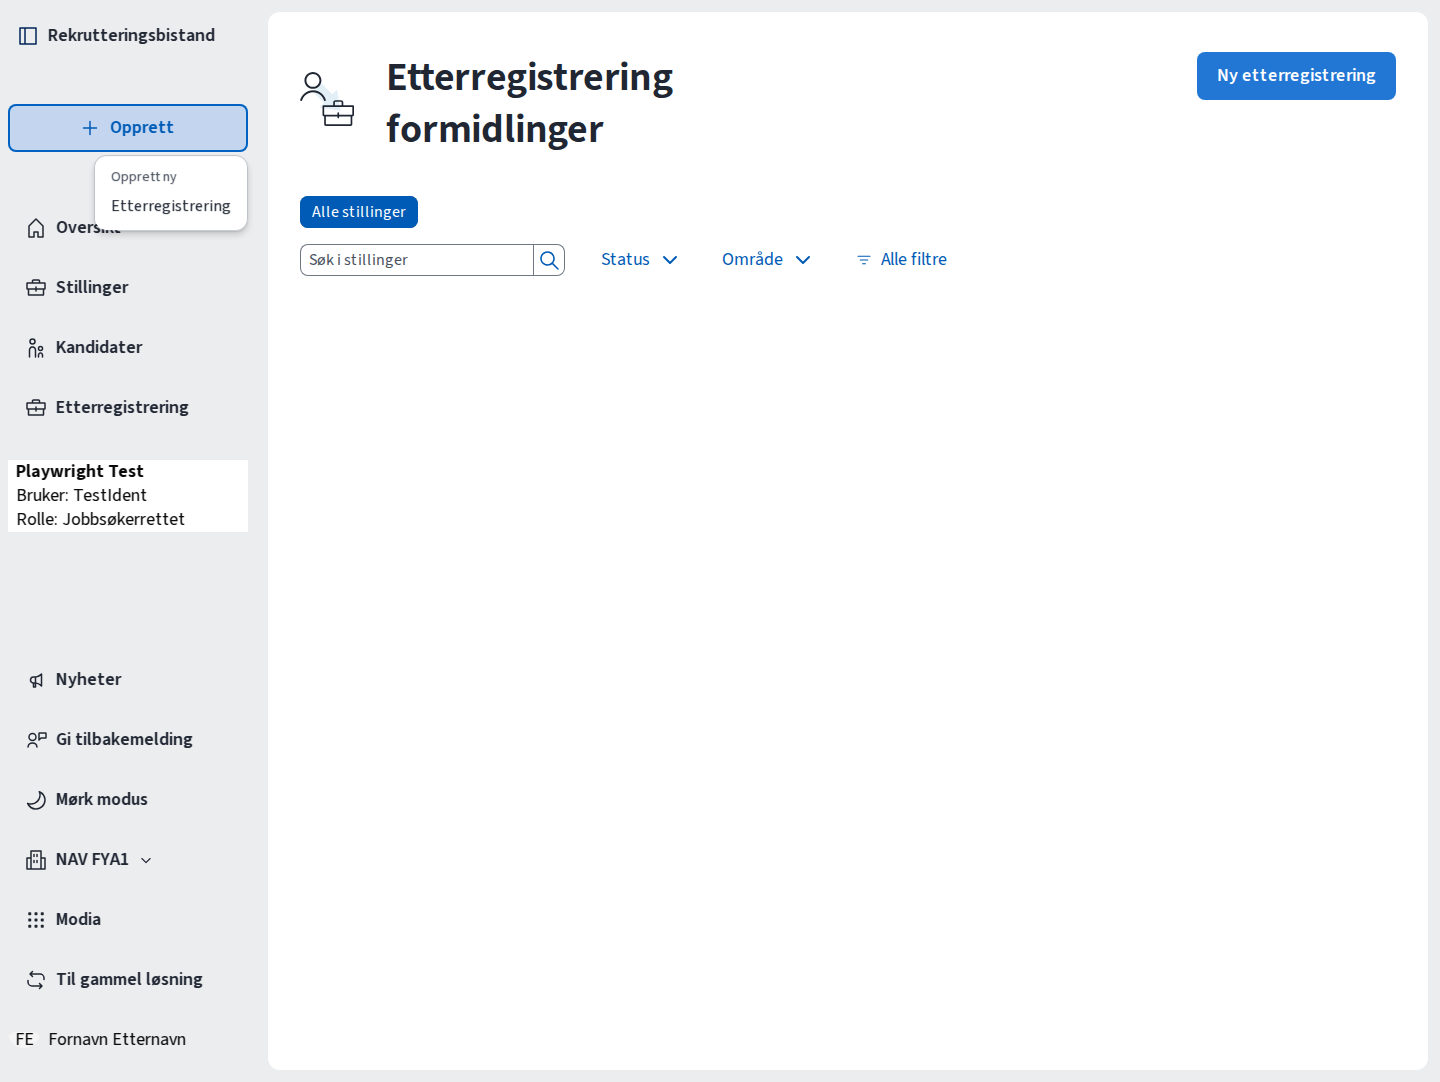 Rekrutteringsbistand
Opprett
Opprett ny
Etterregistrering
Oversikt
Stillinger
Kandidater
Etterregistrering
Playwright Test
Bruker: TestIdent
Rolle: Jobbsøkerrettet
Nyheter
Gi tilbakemelding
Mørk modus
NAV FYA1
Modia
Til gammel løsning
FE Fornavn Etternavn
Etterregistrering
formidlinger
Ny etterregistrering
Alle stillinger
Søk i stillinger
Status
Område
Alle filtre